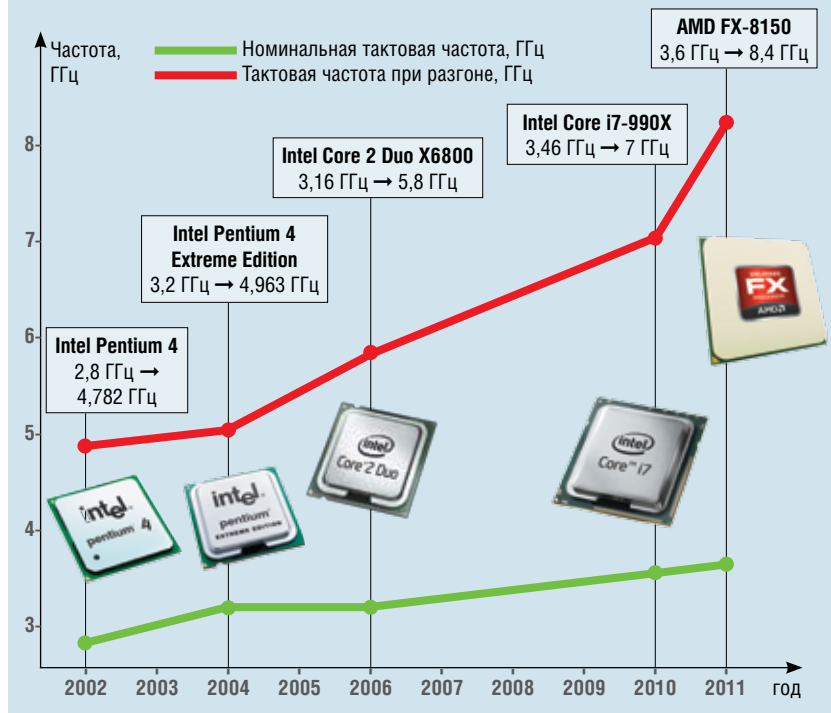 AMD FX-8150
3,6 ГГц → 8,4 ГГц
Частота,
ГГц
Номинальная тактовая частота, ГГц
Тактовая частота при разгоне, ГГц
Intel Core i7-990X
3,46 ГГц → 7 ГГц
Intel Core 2 Duo X6800
3,16 ГГц → 5,8 ГГц
Intel Pentium 4
Extreme Edition
3,2 ГГц → 4,963 ГГц
Intel Pentium 4
2,8 ГГц →
4,782 ГГц
8
7
6
5
4
3
FX
AMD
intel
Core 2 Duo
intel
Core™ i7
intel
pentium 4
intel
pentium
EXTREME EDITION
2002 2003 2004 2005 2006 2007 2008 2009 2010 2011 год